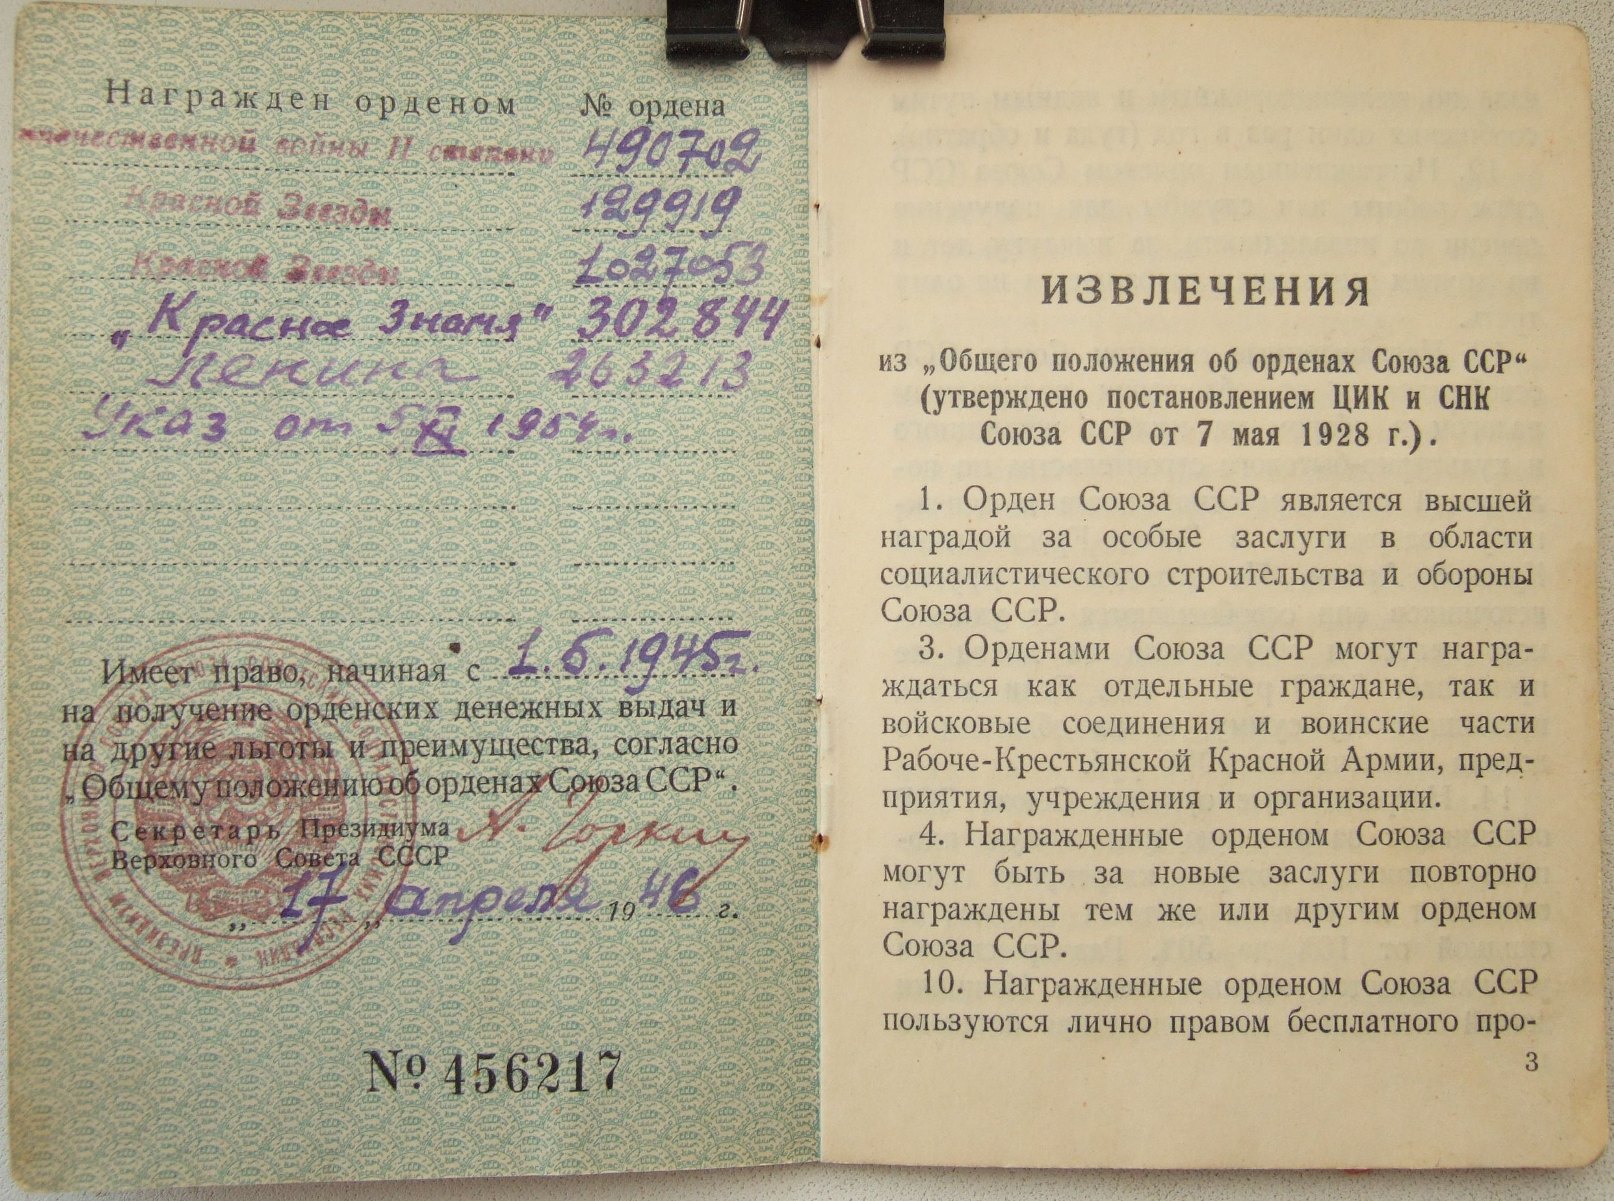 Награжден орденом № ордена
Отечественной войны II степени 490702
Красной Звезды 129919
Красной Звезды 1027053
„Красное Знамя" 302844
Ленина 263213
Указ от 5/XI 1954г.
Имеет право, начиная с 1.5.1945г.
на получение орденских денежных выдач и
на другие льготы и преимущества, согласно
„Общему положению об орденах Союза ССР“.
Секретарь Президиума
Верховного Совета СССР А. Горкин
„17„ апреля 1946 г.
№ 456217
ИЗВЛЕЧЕНИЯ
из „Общего положения об орденах Союза ССР“
(утверждено постановлением ЦИК и СНК
Союза ССР от 7 мая 1928 г.).
1. Орден Союза ССР является высшей
наградой за особые заслуги в области
социалистического строительства и обороны
Союза ССР.
3. Орденами Союза ССР могут награ-
ждаться как отдельные граждане, так и
войсковые соединения и воинские части
Рабоче-Крестьянской Красной Армии, пред-
приятия, учреждения и организации.
4. Награжденные орденом Союза ССР
могут быть за новые заслуги повторно
награждены тем же или другим орденом
Союза ССР.
10. Награжденные орденом Союза ССР
пользуются лично правом бесплатного про-
3